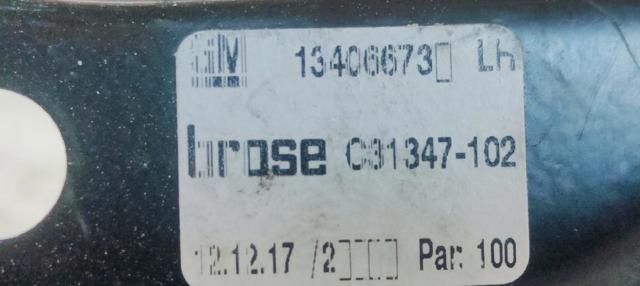 GM 13406673 Lh
brose C31347-102
12.12.17 /2 Par: 100